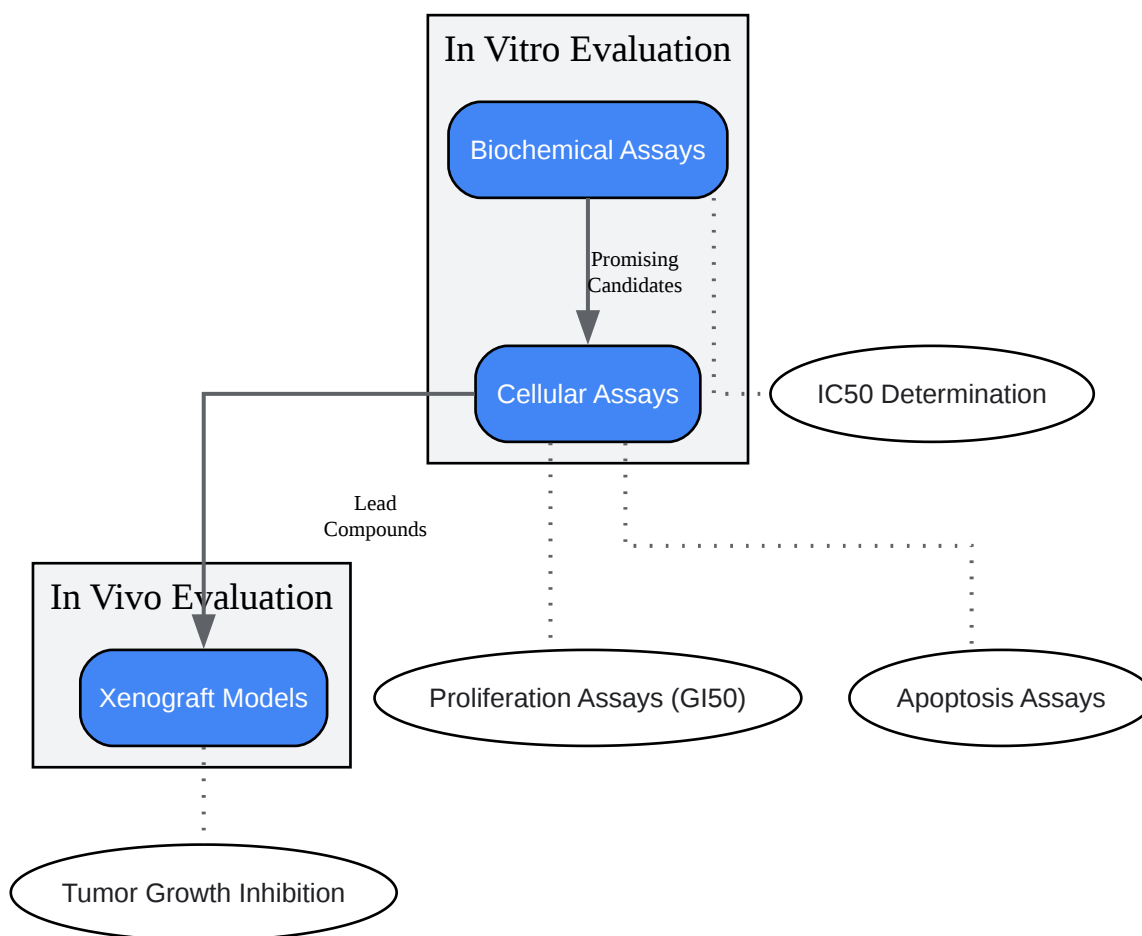 In Vitro Evaluation
Biochemical Assays
Promising
Candidates
Cellular Assays
IC50 Determination
Lead
Compounds
In Vivo Evaluation
Xenograft Models
Proliferation Assays (GI50)
Apoptosis Assays
Tumor Growth Inhibition